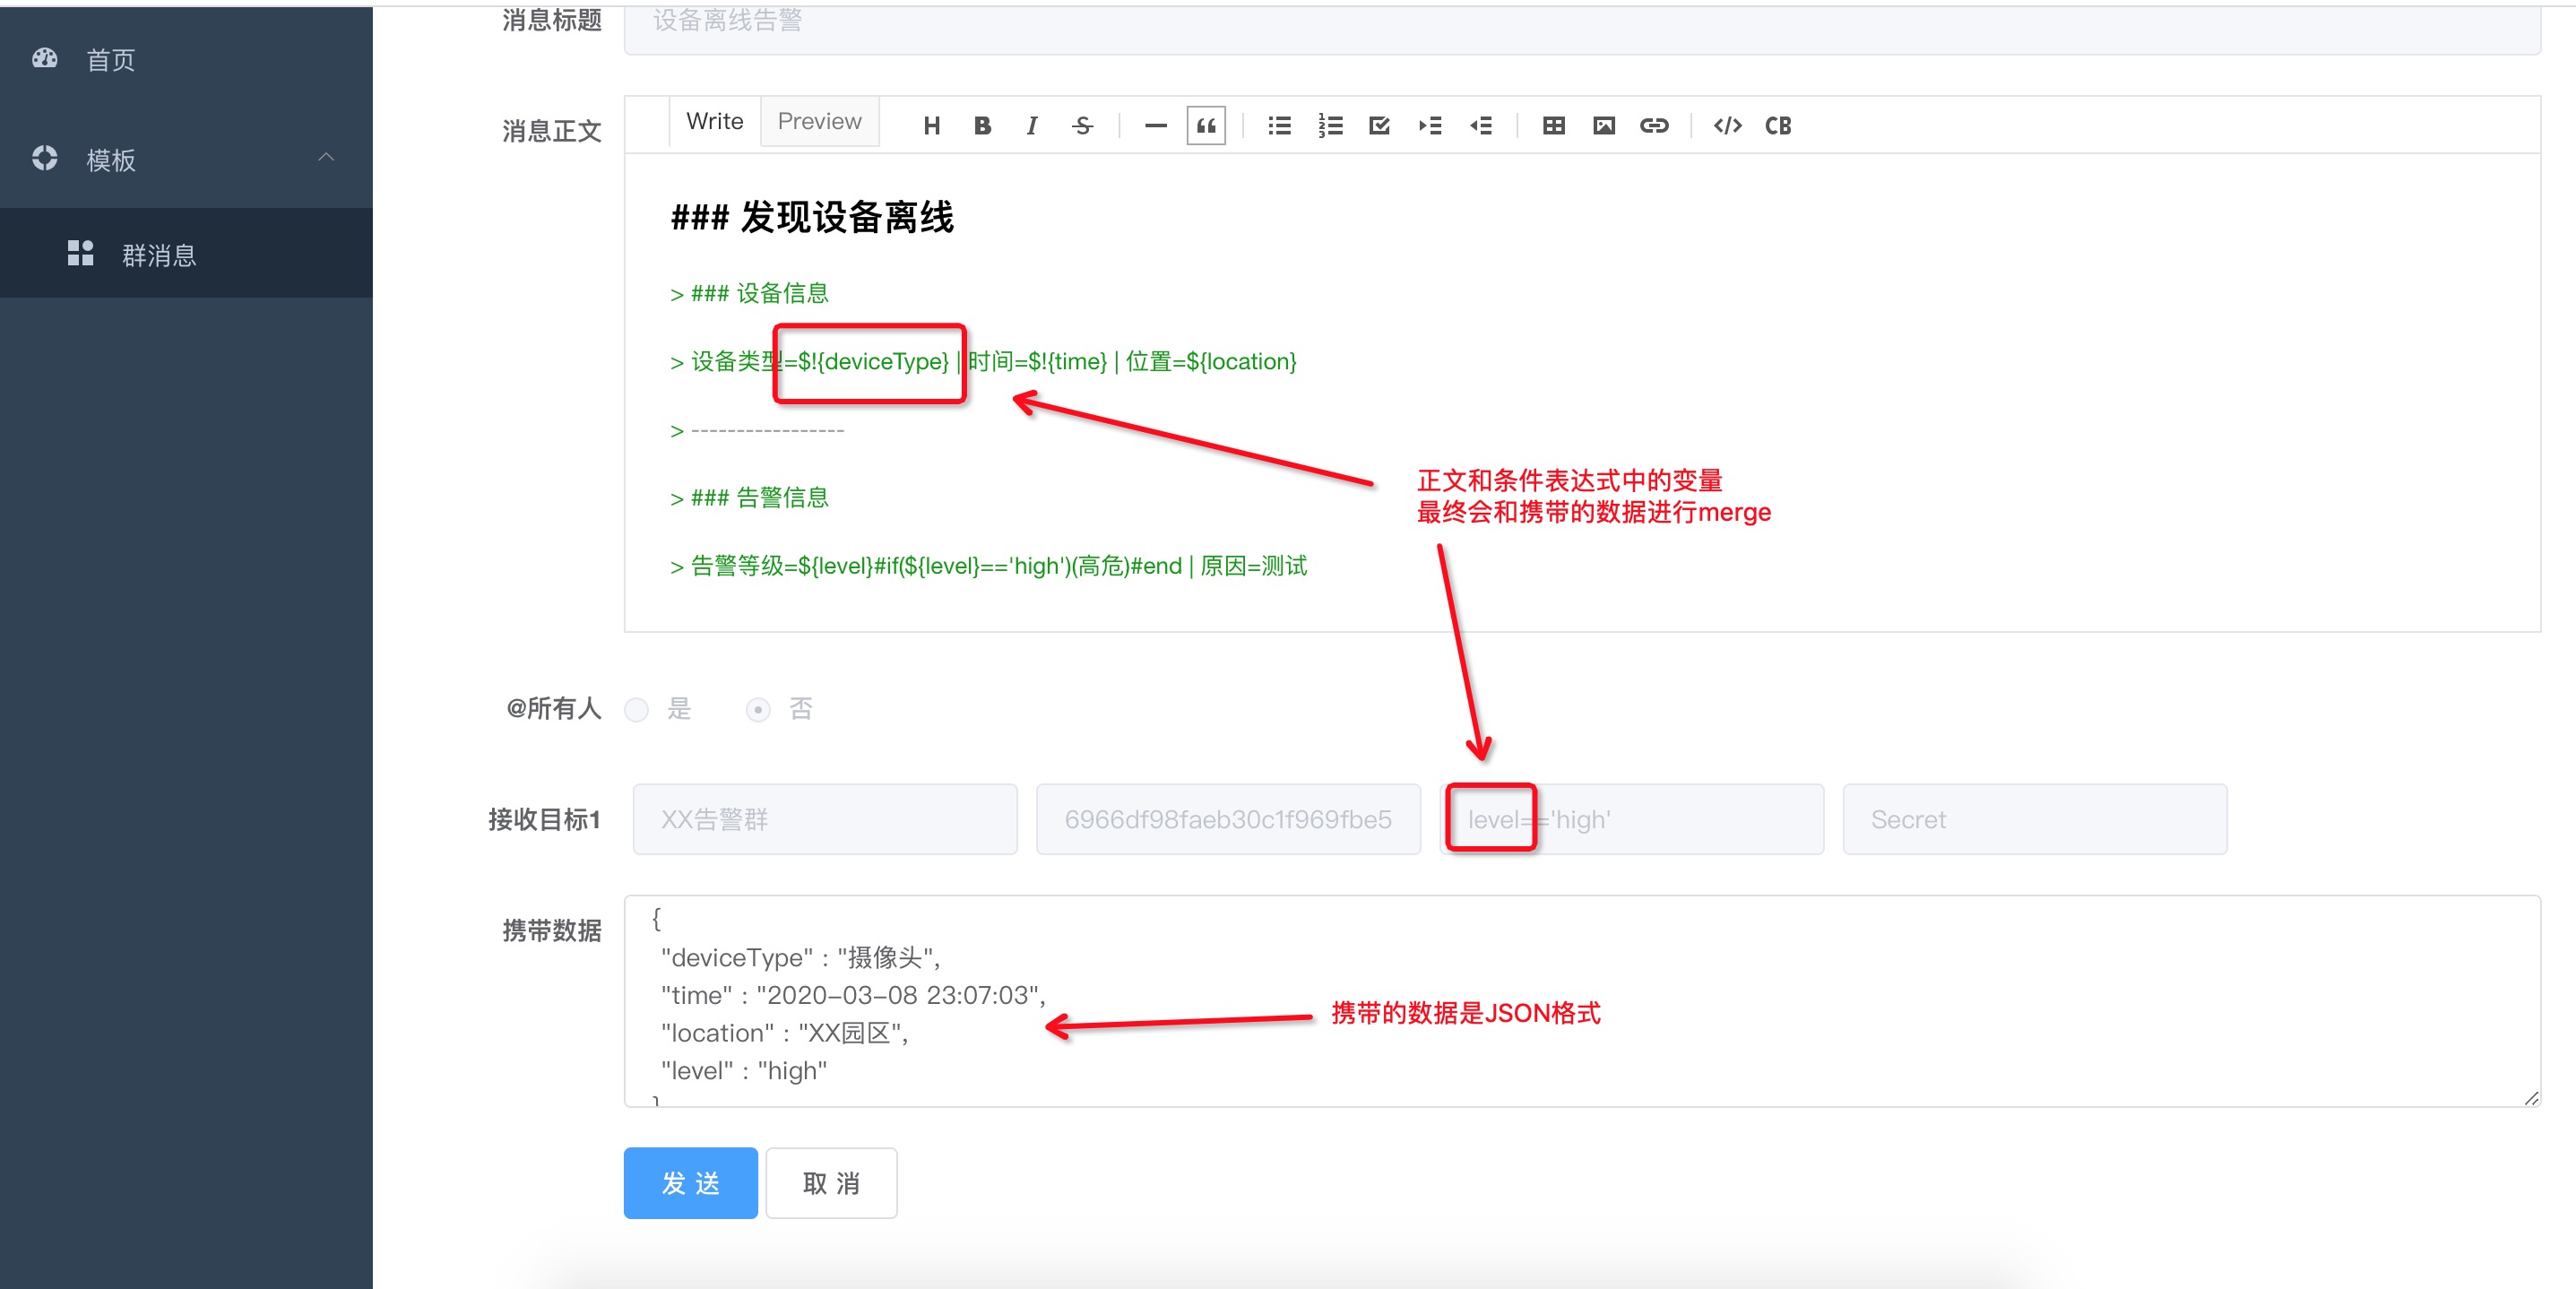 消息标题
设备离线告警
首页
模板
群消息
消息正文
Write
Preview
H B I S
CB
### 发现设备离线
> ### 设备信息
> 设备类型=$!{deviceType} | 时间=$!{time} | 位置=${location}
> -----------------
> ### 告警信息
> 告警等级=${level}#if(${level}=='high')(高危)#end | 原因=测试
正文和条件表达式中的变量
最终会和携带的数据进行merge
@所有人
是
否
接收目标1
XX告警群
6966df98faeb30c1f969fbe5
level=='high'
Secret
携带数据
{
"deviceType" : "摄像头",
"time" : "2020-03-08 23:07:03",
"location" : "XX园区",
"level" : "high"
}
携带的数据是JSON格式
发 送
取 消